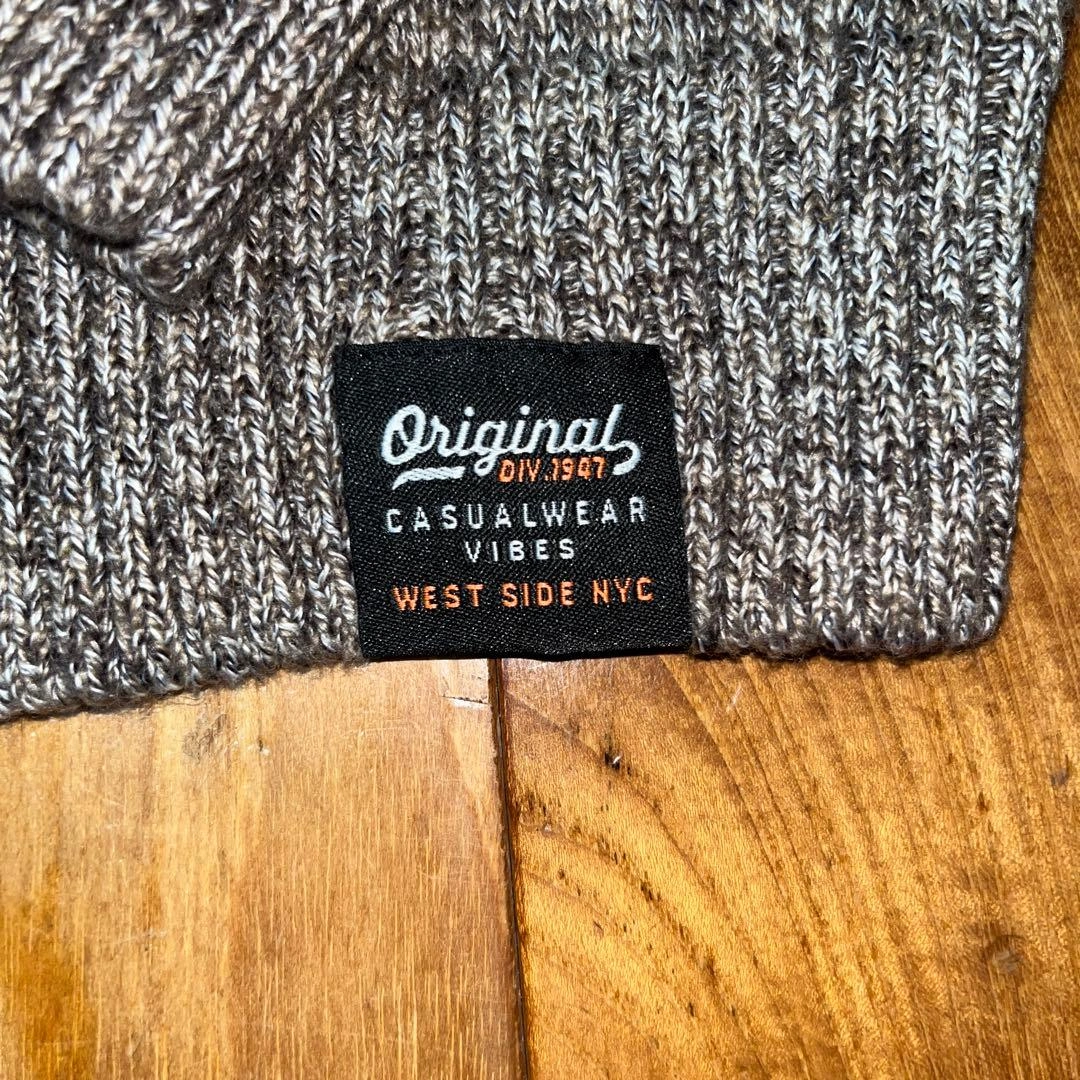 Original
DIV.1947
CASUALWEAR
VIBES
WEST SIDE NYC